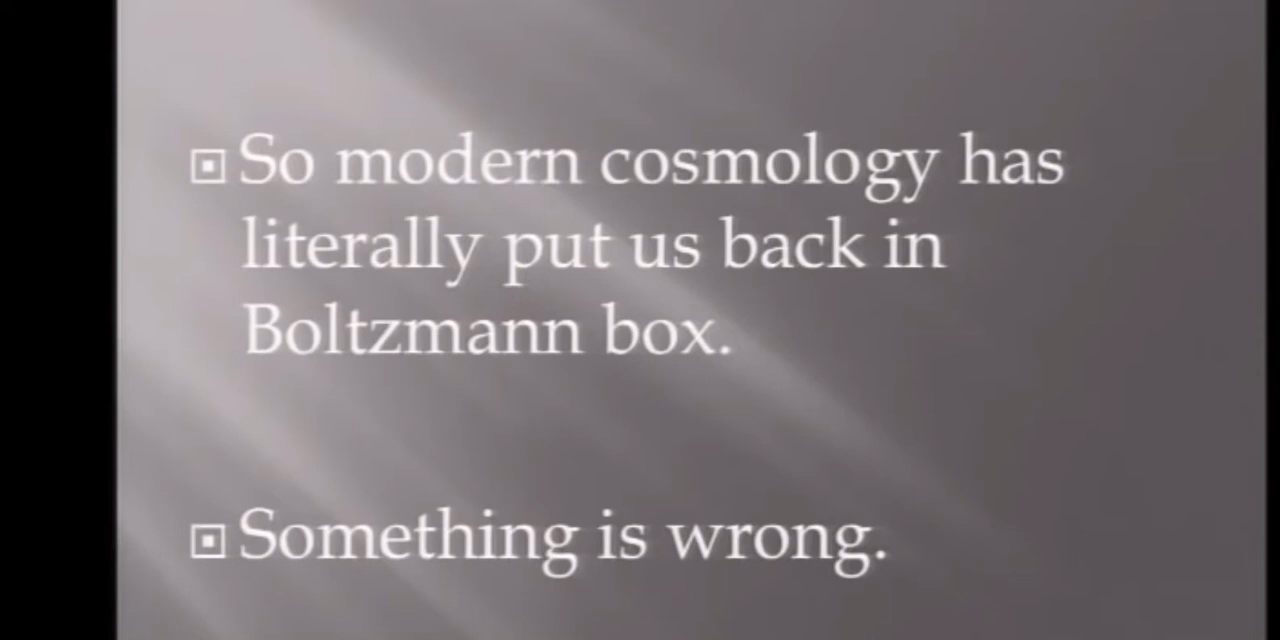 So modern cosmology has
literally put us back in
Boltzmann box.
Something is wrong.